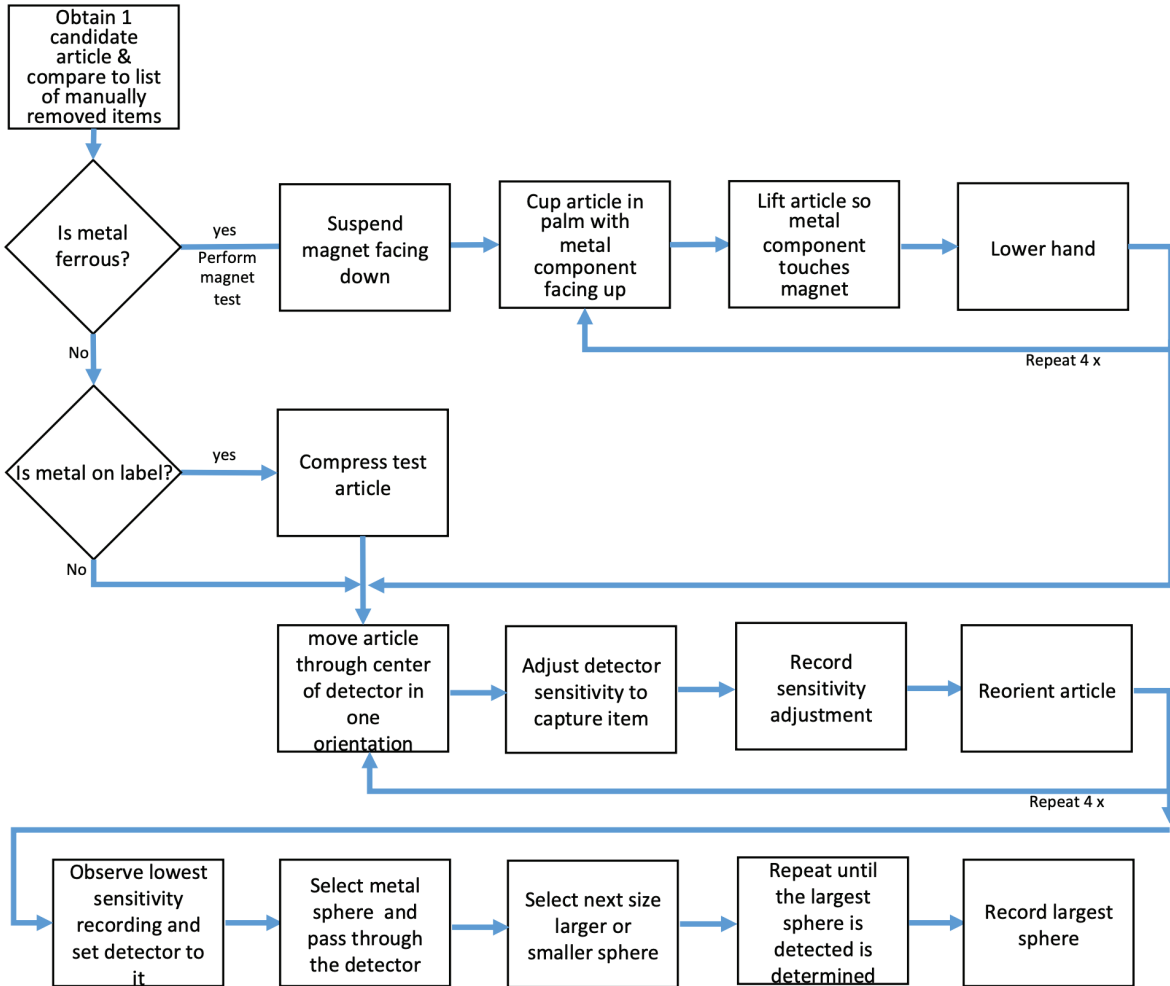 Obtain 1
candidate
article &
compare to list
of manually
removed items
Is metal
ferrous?
yes
Perform
magnet
test
Suspend
magnet facing
down
Cup article in
palm with
metal
component
facing up
Lift article so
metal
component
touches
magnet
Lower hand
Repeat 4 x
No
Is metal on label?
yes
Compress test
article
No
move article
through center
of detector in
one
orientation
Adjust detector
sensitivity to
capture item
Record
sensitivity
adjustment
Reorient article
Repeat 4 x
Observe lowest
sensitivity
recording and
set detector to
it
Select metal
sphere and
pass through
the detector
Select next size
larger or
smaller sphere
Repeat until
the largest
sphere is
detected is
determined
Record largest
sphere